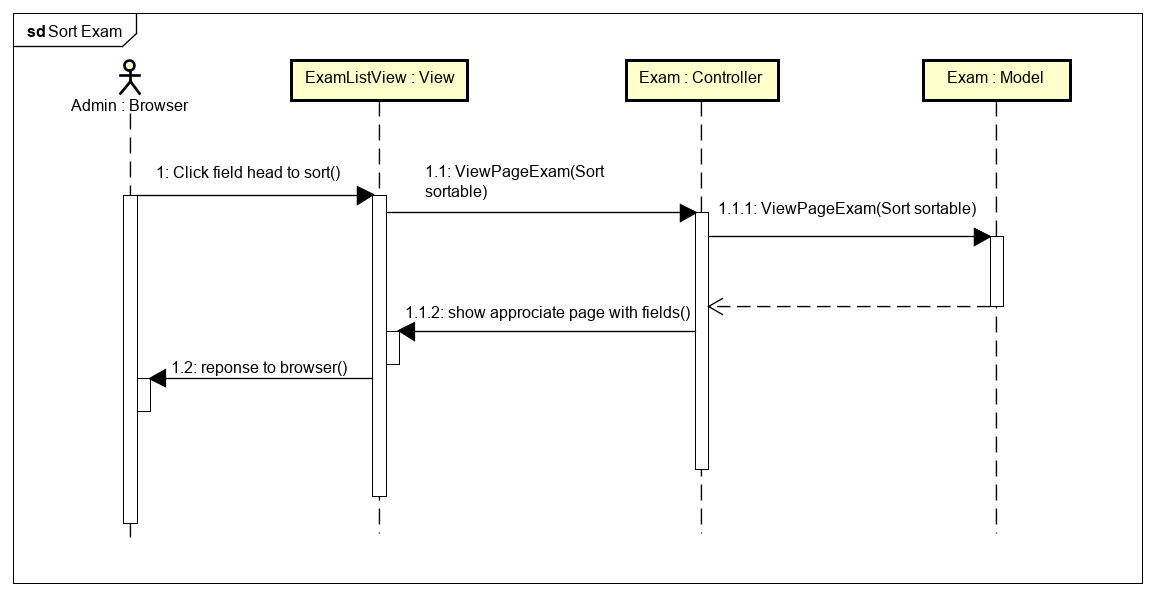 sd Sort Exam
Admin : Browser
ExamListView : View
Exam : Controller
Exam : Model
1: Click field head to sort()
1.1: ViewPageExam(Sort
sortable)
1.1.1: ViewPageExam(Sort sortable)
1.1.2: show approciate page with fields()
1.2: reponse to browser()